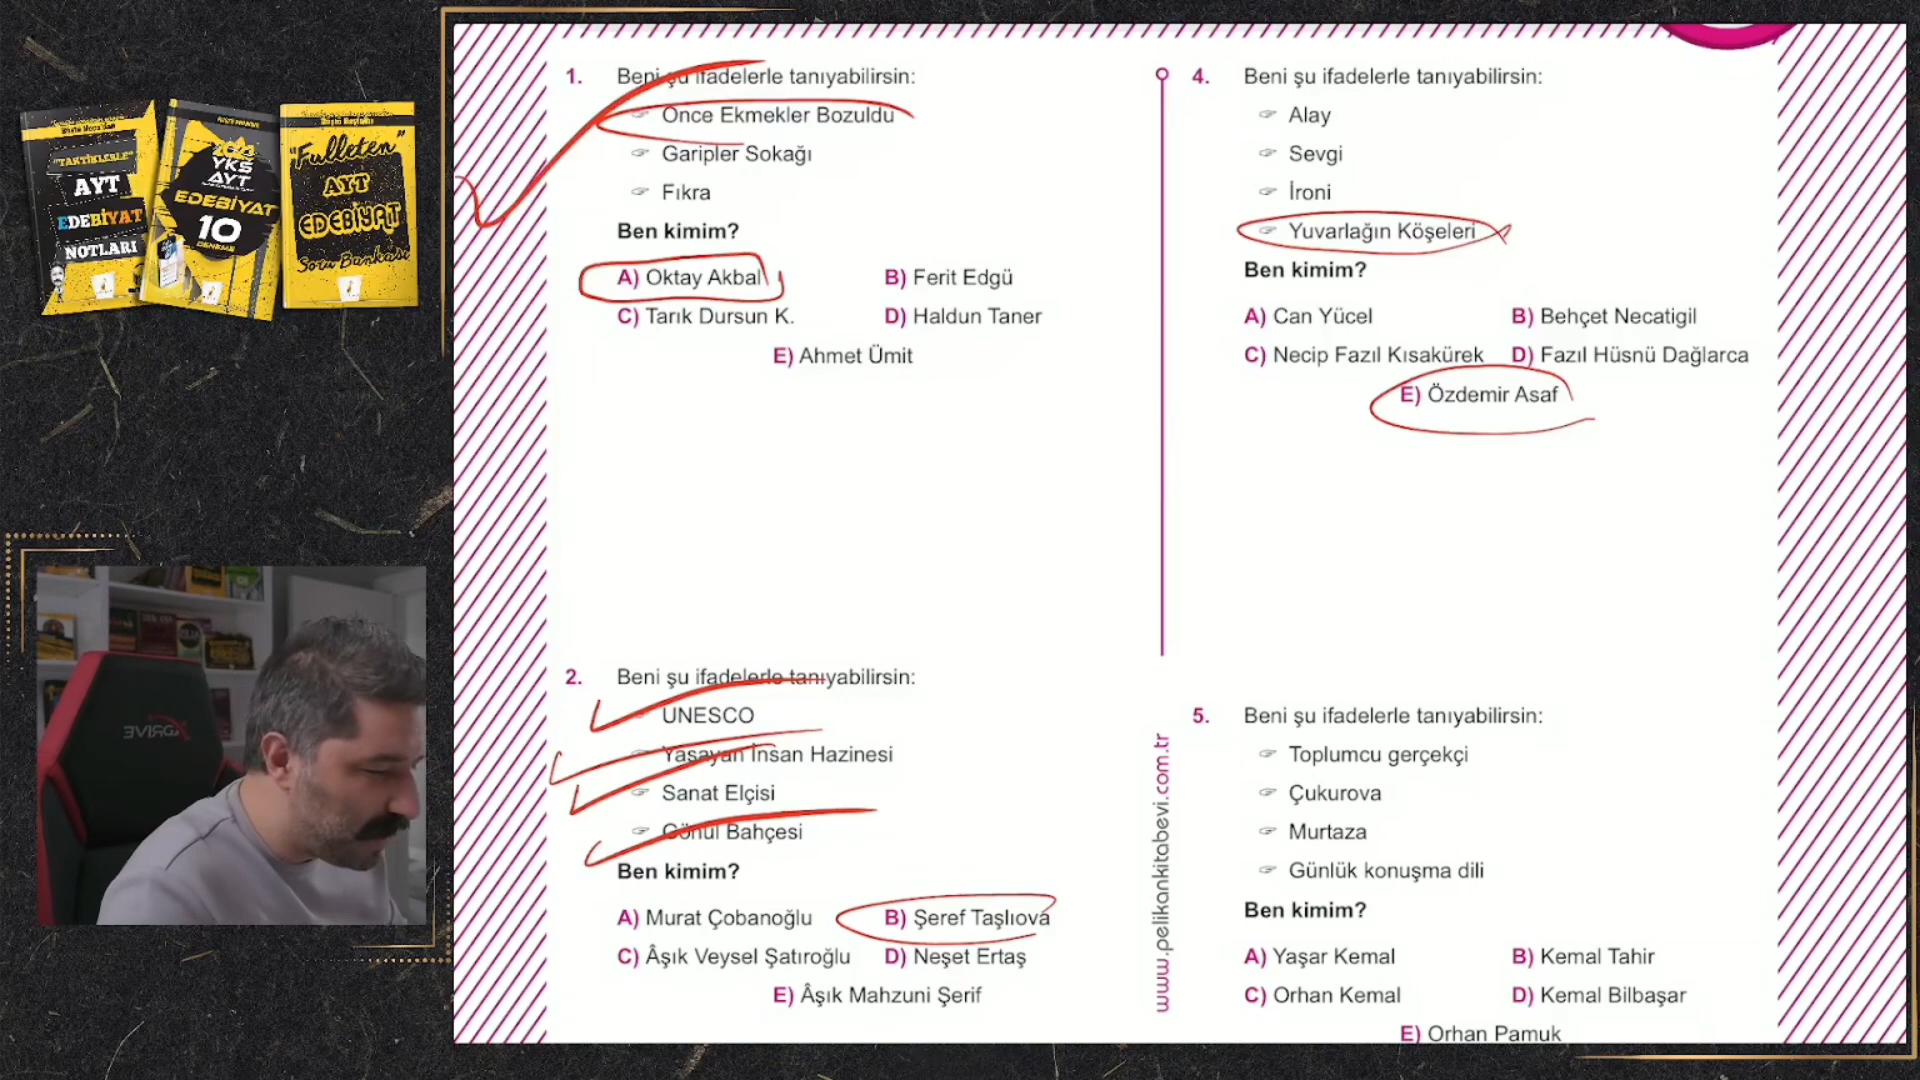 "TAKTİKLERLE"
AYT
EDEBİYAT
NOTLARI
2023
YKS
AYT
EDEBİYAT
10
DENEME
"Fulleten"
AYT
EDEBİYAT
Soru Bankası
1. Beni şu ifadelerle tanıyabilirsin:
Önce Ekmekler Bozuldu
Garipler Sokağı
Fıkra
Ben kimim?
A) Oktay Akbal B) Ferit Edgü
C) Tarık Dursun K. D) Haldun Taner
E) Ahmet Ümit
2. Beni şu ifadelerle tanıyabilirsin:
UNESCO
Yaşayan İnsan Hazinesi
Sanat Elçisi
Gönül Bahçesi
Ben kimim?
A) Murat Çobanoğlu B) Şeref Taşlıova
C) Âşık Veysel Şatıroğlu D) Neşet Ertaş
E) Âşık Mahzuni Şerif
www.pelikankitabevi.com.tr
4. Beni şu ifadelerle tanıyabilirsin:
Alay
Sevgi
İroni
Yuvarlağın Köşeleri
Ben kimim?
A) Can Yücel B) Behçet Necatigil
C) Necip Fazıl Kısakürek D) Fazıl Hüsnü Dağlarca
E) Özdemir Asaf
5. Beni şu ifadelerle tanıyabilirsin:
Toplumcu gerçekçi
Çukurova
Murtaza
Günlük konuşma dili
Ben kimim?
A) Yaşar Kemal B) Kemal Tahir
C) Orhan Kemal D) Kemal Bilbaşar
E) Orhan Pamuk